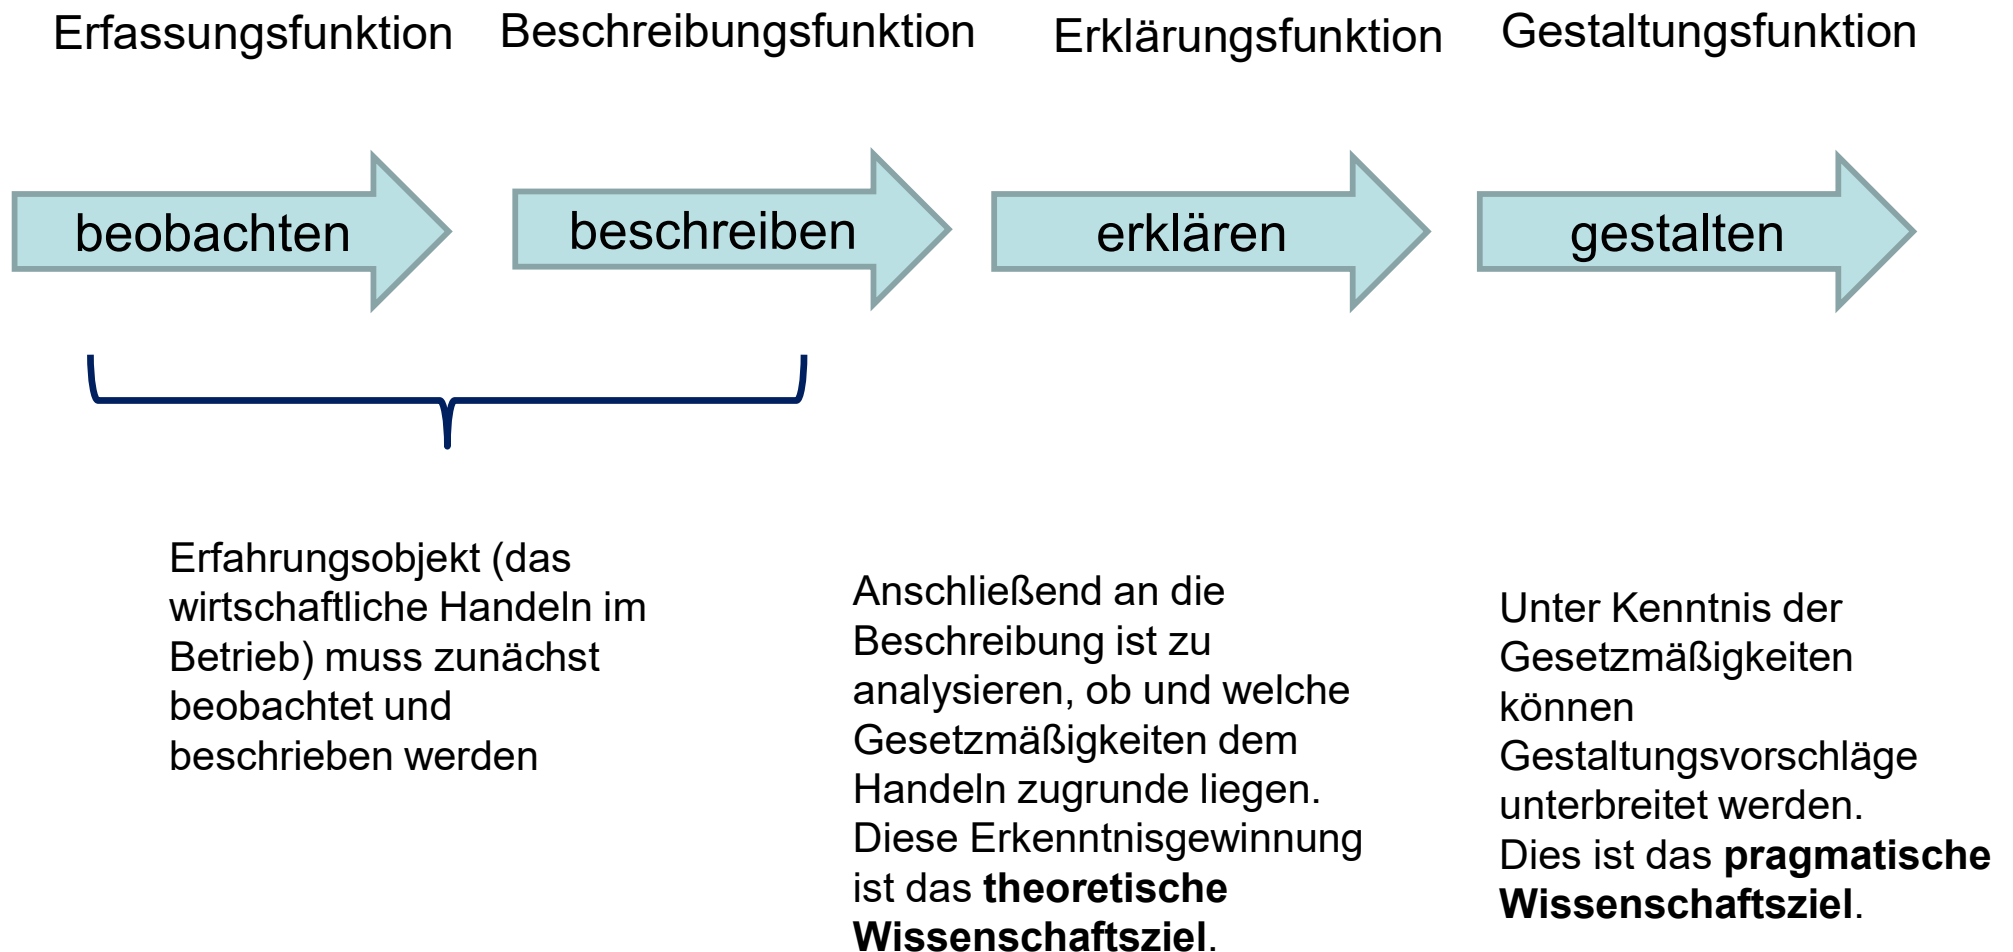 Erfassungsfunktion
Beschreibungsfunktion
Erklärungsfunktion
Gestaltungsfunktion
beobachten
beschreiben
erklären
gestalten
Erfahrungsobjekt (das
wirtschaftliche Handeln im
Betrieb) muss zunächst
beobachtet und
beschrieben werden
Anschließend an die
Beschreibung ist zu
analysieren, ob und welche
Gesetzmäßigkeiten dem
Handeln zugrunde liegen.
Diese Erkenntnisgewinnung
ist das theoretische
Wissenschaftsziel.
Unter Kenntnis der
Gesetzmäßigkeiten
können
Gestaltungsvorschläge
unterbreitet werden.
Dies ist das pragmatische
Wissenschaftsziel.